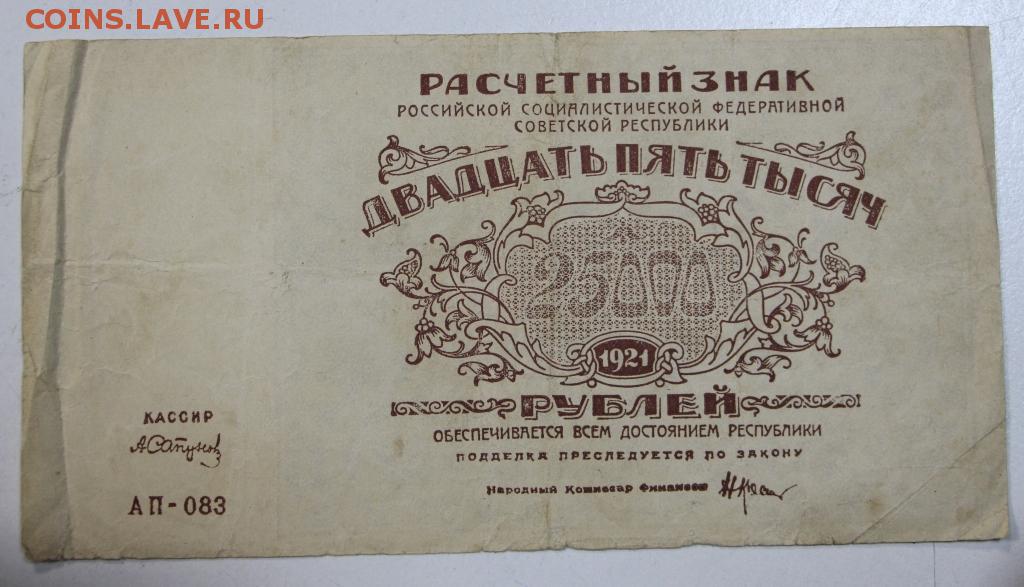 COINS.LAVE.RU
РАСЧЕТНЫЙ ЗНАК
РОССИЙСКОЙ СОЦИАЛИСТИЧЕСКОЙ ФЕДЕРАТИВНОЙ
СОВЕТСКОЙ РЕСПУБЛИКИ
ДВАДЦАТЬ ПЯТЬ ТЫСЯЧ
25000
1921
РУБЛЕЙ
ОБЕСПЕЧИВАЕТСЯ ВСЕМ ДОСТОЯНИЕМ РЕСПУБЛИКИ
ПОДДЕЛКА ПРЕСЛЕДУЕТСЯ ПО ЗАКОНУ
Народный Комиссар Финансов
КАССИР
АСапунов
АП-083